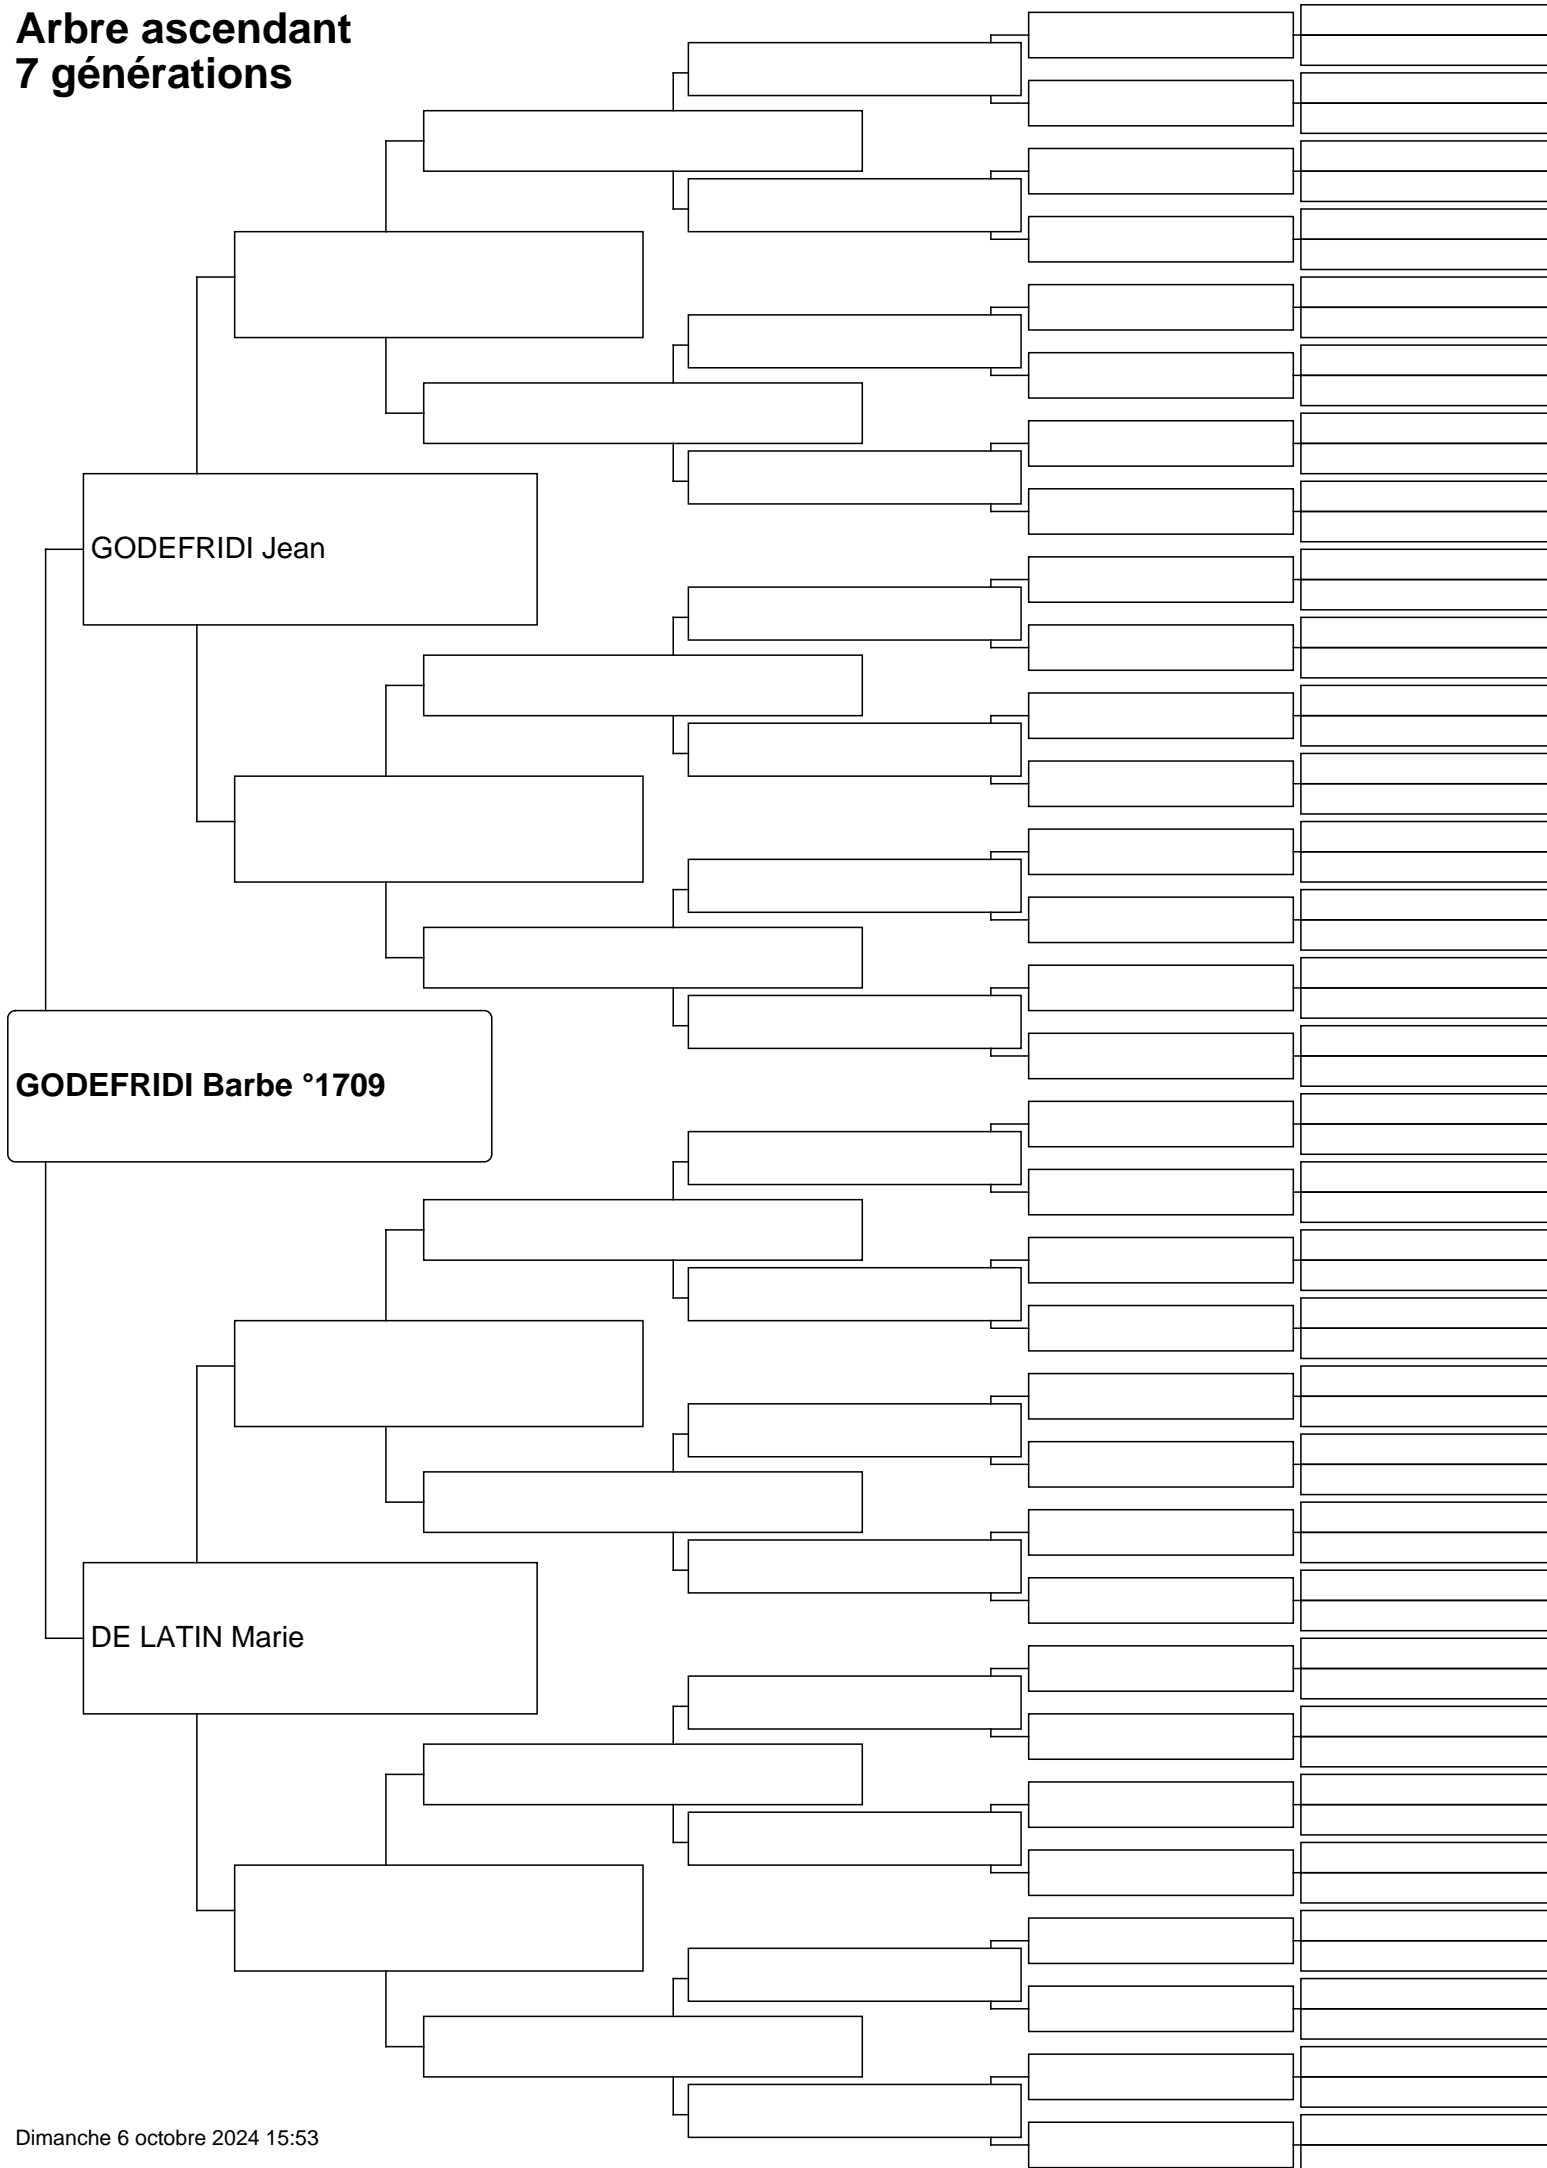 Arbre ascendant
7 générations
GODEFRIDI Jean
GODEFRIDI Barbe °1709
DE LATIN Marie
Dimanche 6 octobre 2024 15:53